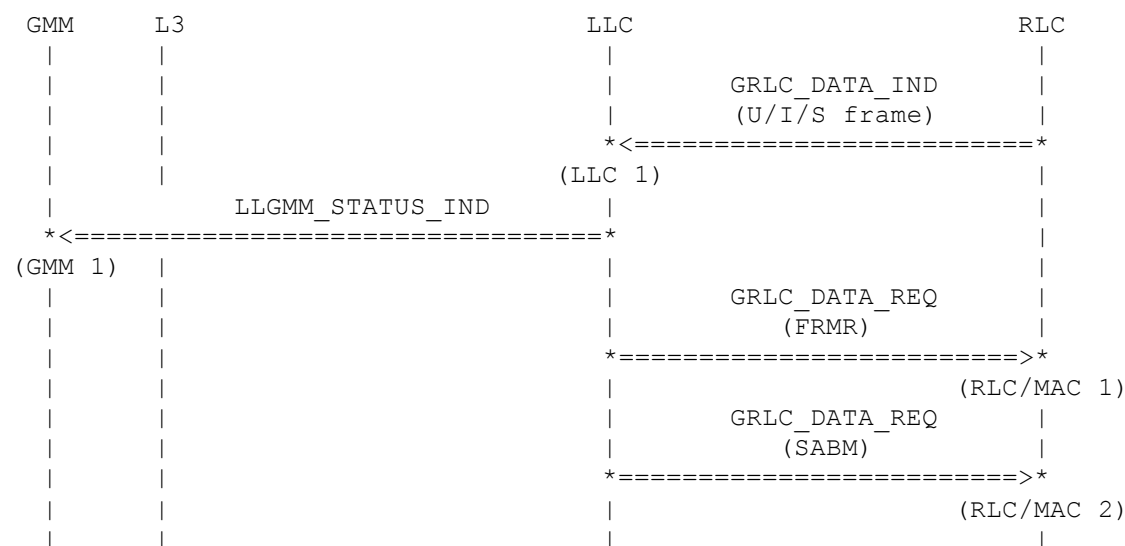 GMM L3 LLC RLC
GRLC_DATA_IND
(U/I/S frame)
(LLC 1)
LLGMM_STATUS_IND
(GMM 1)
GRLC_DATA_REQ
(FRMR)
(RLC/MAC 1)
GRLC_DATA_REQ
(SABM)
(RLC/MAC 2)